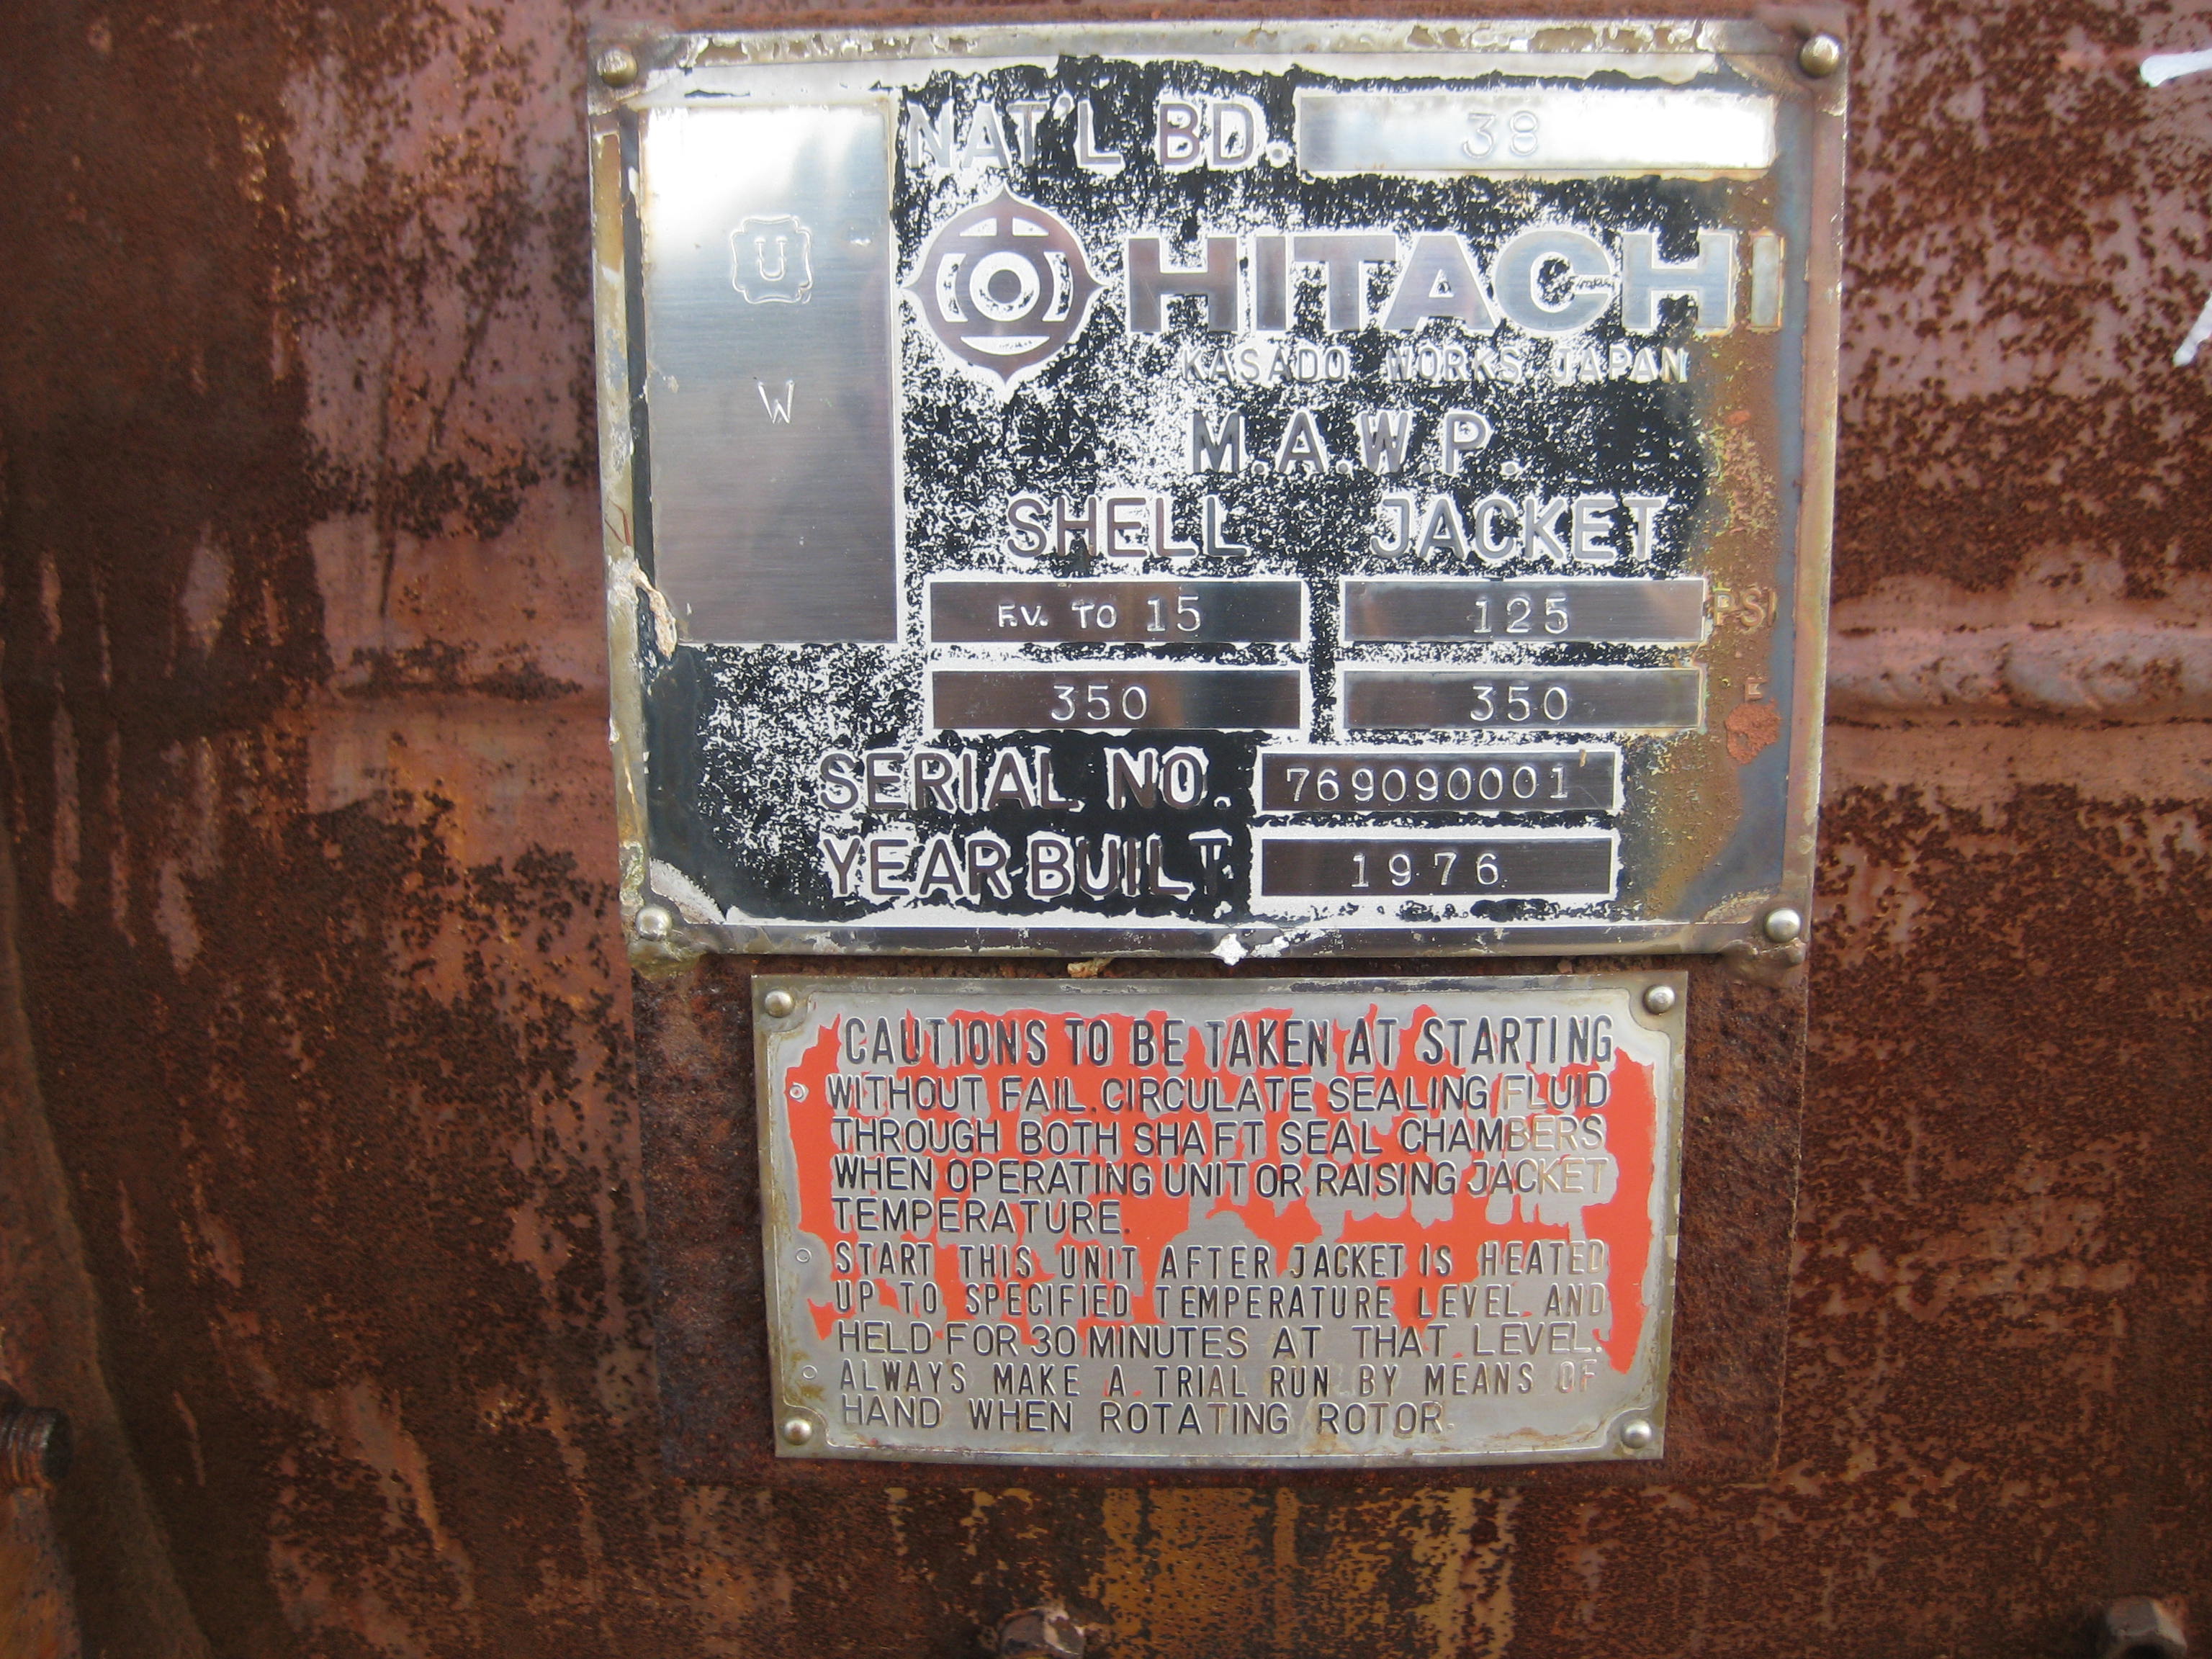 NAT'L BD. 38
U
HITACHI
KASADO WORKS JAPAN
W
M.A.W.P.
SHELL JACKET
F.V. TO 15 125 PSI
350 350 F
SERIAL NO. 769090001
YEAR BUILT 1976
CAUTIONS TO BE TAKEN AT STARTING
WITHOUT FAIL. CIRCULATE SEALING FLUID
THROUGH BOTH SHAFT SEAL CHAMBERS
WHEN OPERATING UNIT OR RAISING JACKET
TEMPERATURE.
START THIS UNIT AFTER JACKET IS HEATED
UP TO SPECIFIED TEMPERATURE LEVEL AND
HELD FOR 30 MINUTES AT THAT LEVEL.
ALWAYS MAKE A TRIAL RUN BY MEANS OF
HAND WHEN ROTATING ROTOR.